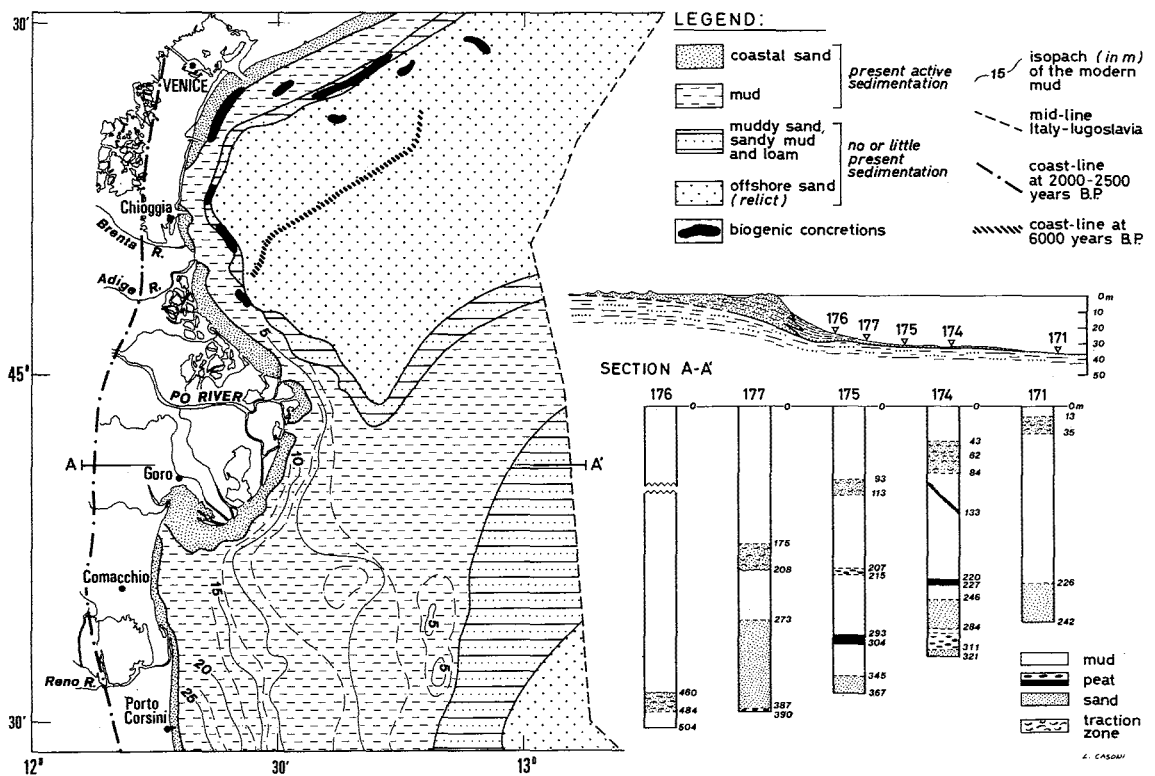 30'
VENICE
Chioggia
Brenta R.
Adige R.
5
45°
PO RIVER
A
A'
10
Goro
15
Comacchio
5
5
20
25
Reno R.
Porto
Corsini
30'
12°
30'
13°
LEGEND:
coastal sand
mud
present active
sedimentation
muddy sand,
sandy mud
and loam
offshore sand
(relict)
no or little
present
sedimentation
biogenic concretions
15
isopach (in m)
of the modern
mud
mid-line
Italy-Iugoslavia
coast-line
at 2000-2500
years B.P.
coast-line at
6000 years B.P.
0m
10
20
30
40
50
176
177
175
174
171
SECTION A-A'
176
0
460
484
504
177
0
175
208
273
387
390
175
0
93
113
207
215
293
304
345
367
174
0
43
62
84
133
220
227
246
284
311
321
171
0m
13
35
226
242
mud
peat
sand
traction
zone
L. CASONI